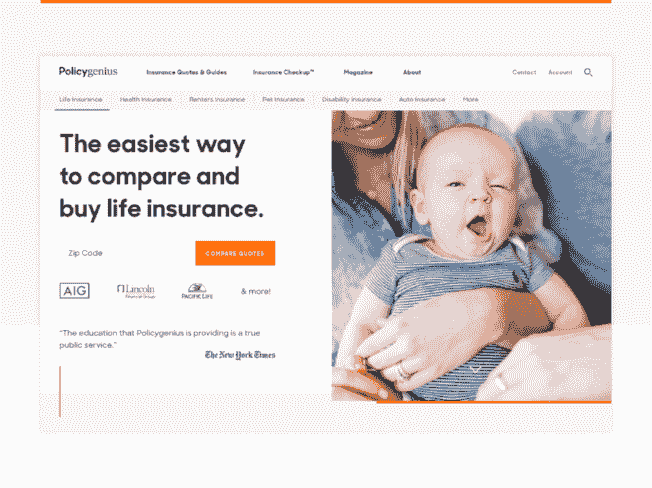 Policygenius Insurance Quotes & Guides Insurance Checkup™ Magazine About Contact Account
Life Insurance Health Insurance Renters Insurance Pet Insurance Disability Insurance Auto Insurance More
The easiest way
to compare and
buy life insurance.
Zip Code COMPARE QUOTES
AIG Lincoln Financial Group PACIFIC LIFE & more!
"The education that Policygenius is providing is a true
public service."
The New York Times